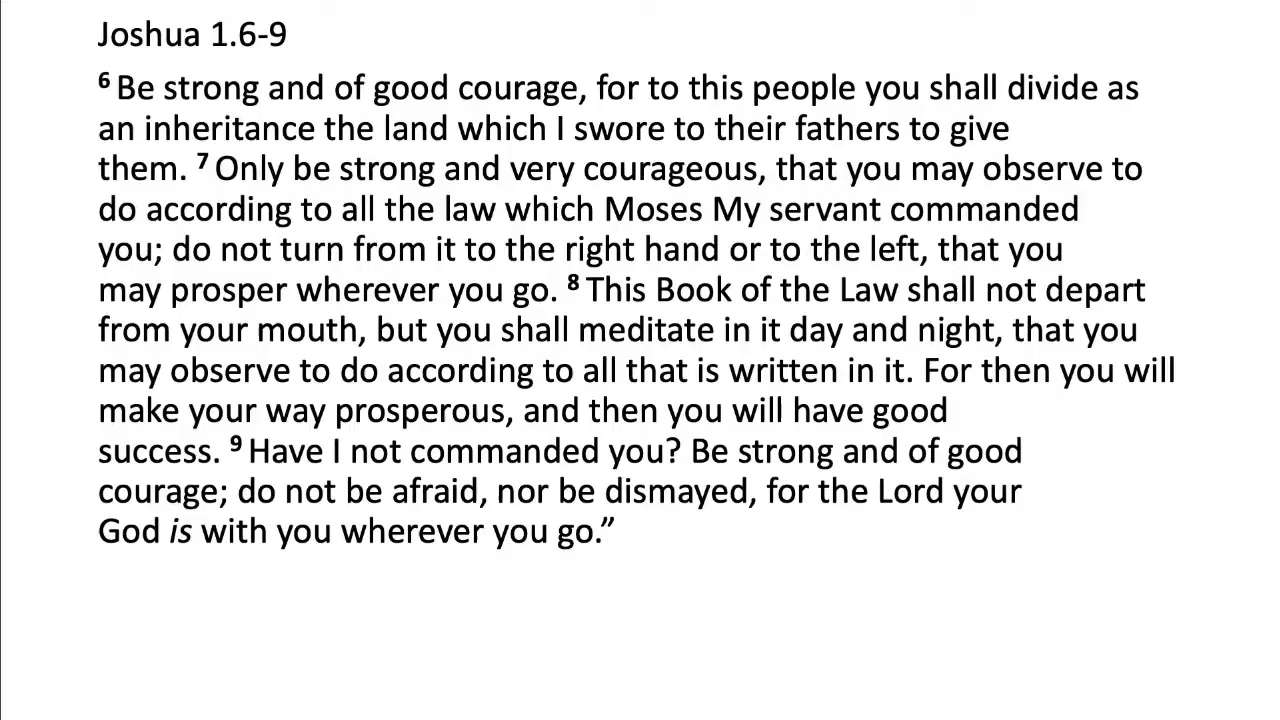 Joshua 1.6-9
⁶ Be strong and of good courage, for to this people you shall divide as
an inheritance the land which I swore to their fathers to give
them. ⁷ Only be strong and very courageous, that you may observe to
do according to all the law which Moses My servant commanded
you; do not turn from it to the right hand or to the left, that you
may prosper wherever you go. ⁸ This Book of the Law shall not depart
from your mouth, but you shall meditate in it day and night, that you
may observe to do according to all that is written in it. For then you will
make your way prosperous, and then you will have good
success. ⁹ Have I not commanded you? Be strong and of good
courage; do not be afraid, nor be dismayed, for the Lord your
God is with you wherever you go.”